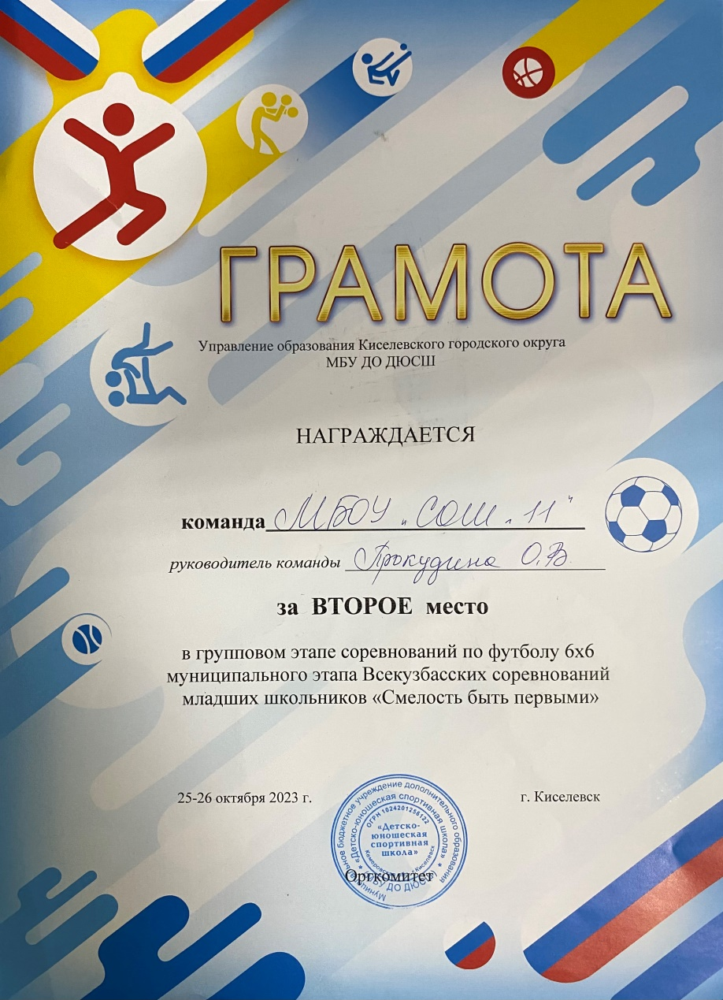 ГРАМОТА
Управление образования Киселевского городского округа
МБУ ДО ДЮСШ
НАГРАЖДАЕТСЯ
команда МБОУ „СОШ № 11"
руководитель команды Прокудина О.В.
за ВТОРОЕ место
в групповом этапе соревнований по футболу 6х6
муниципального этапа Всекузбасских соревнований
младших школьников «Смелость быть первыми»
25-26 октября 2023 г.
г. Киселевск
Муниципальное бюджетное учреждение дополнительного образования
«Детско-юношеская спортивная школа»
(МБУ ДО ДЮСШ)
ОГРН 1024201256122
«Детско-
юношеская
спортивная
школа»
Оргкомитет